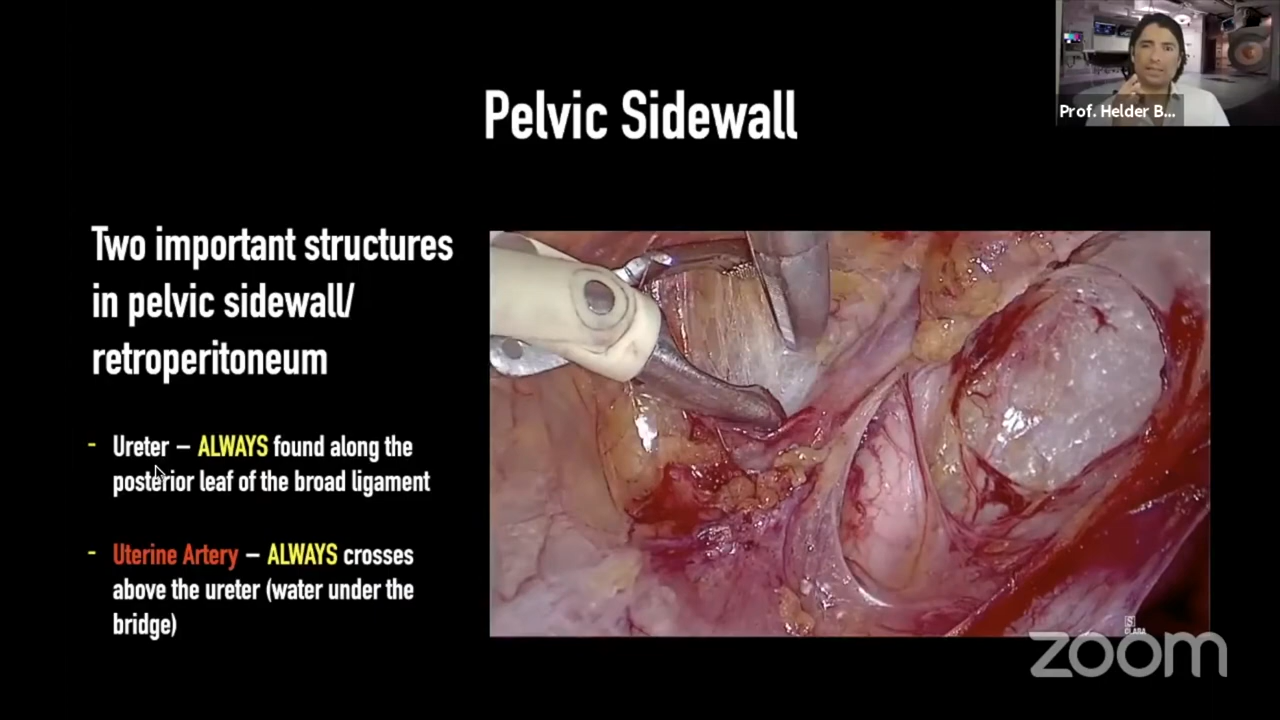 Prof. Helder B...
Pelvic Sidewall
Two important structures
in pelvic sidewall/
retroperitoneum
- Ureter – ALWAYS found along the
posterior leaf of the broad ligament
- Uterine Artery – ALWAYS crosses
above the ureter (water under the
bridge)
zoom